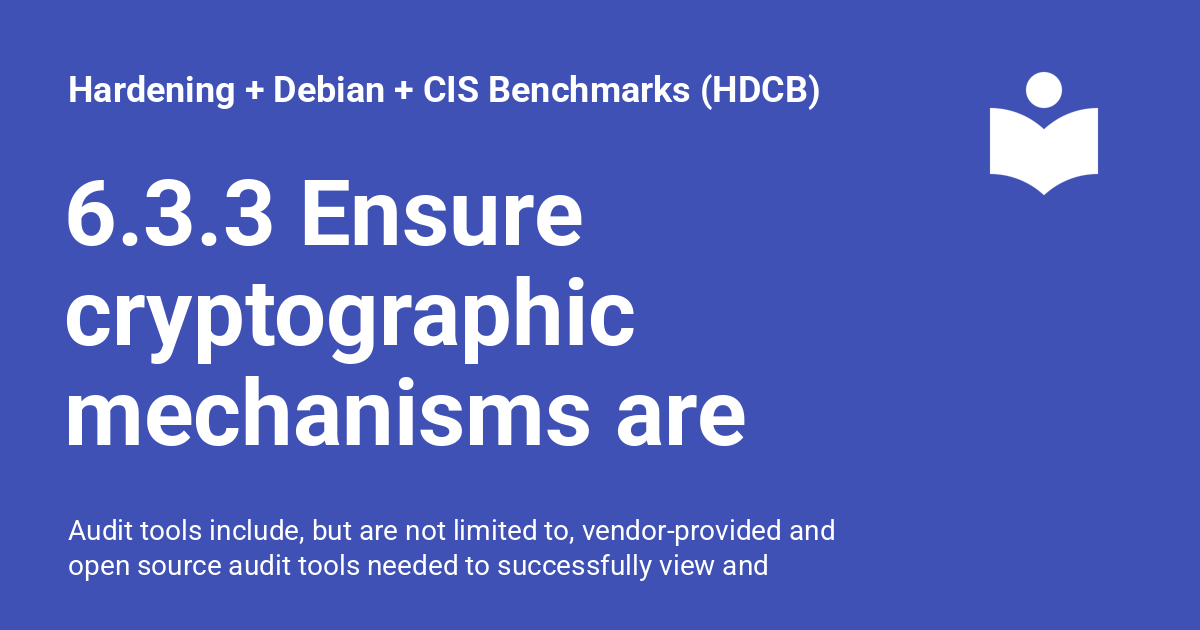 Hardening + Debian + CIS Benchmarks (HDCB)
6.3.3 Ensure
cryptographic
mechanisms are
Audit tools include, but are not limited to, vendor-provided and
open source audit tools needed to successfully view and